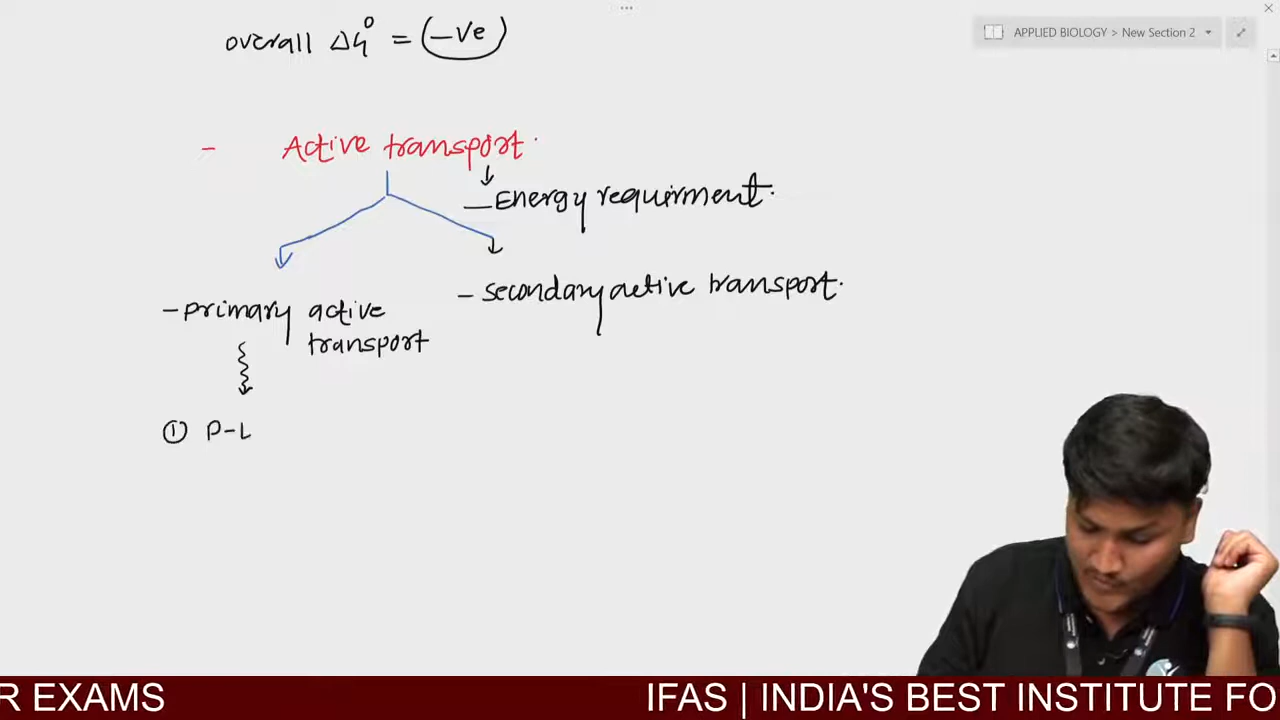 overall ΔG° = (-ve)
APPLIED BIOLOGY > New Section 2
- Active transport.
- Energy requirment.
- primary active
transport
- secondary active transport.
① P-L
R EXAMS
IFAS | INDIA'S BEST INSTITUTE FO